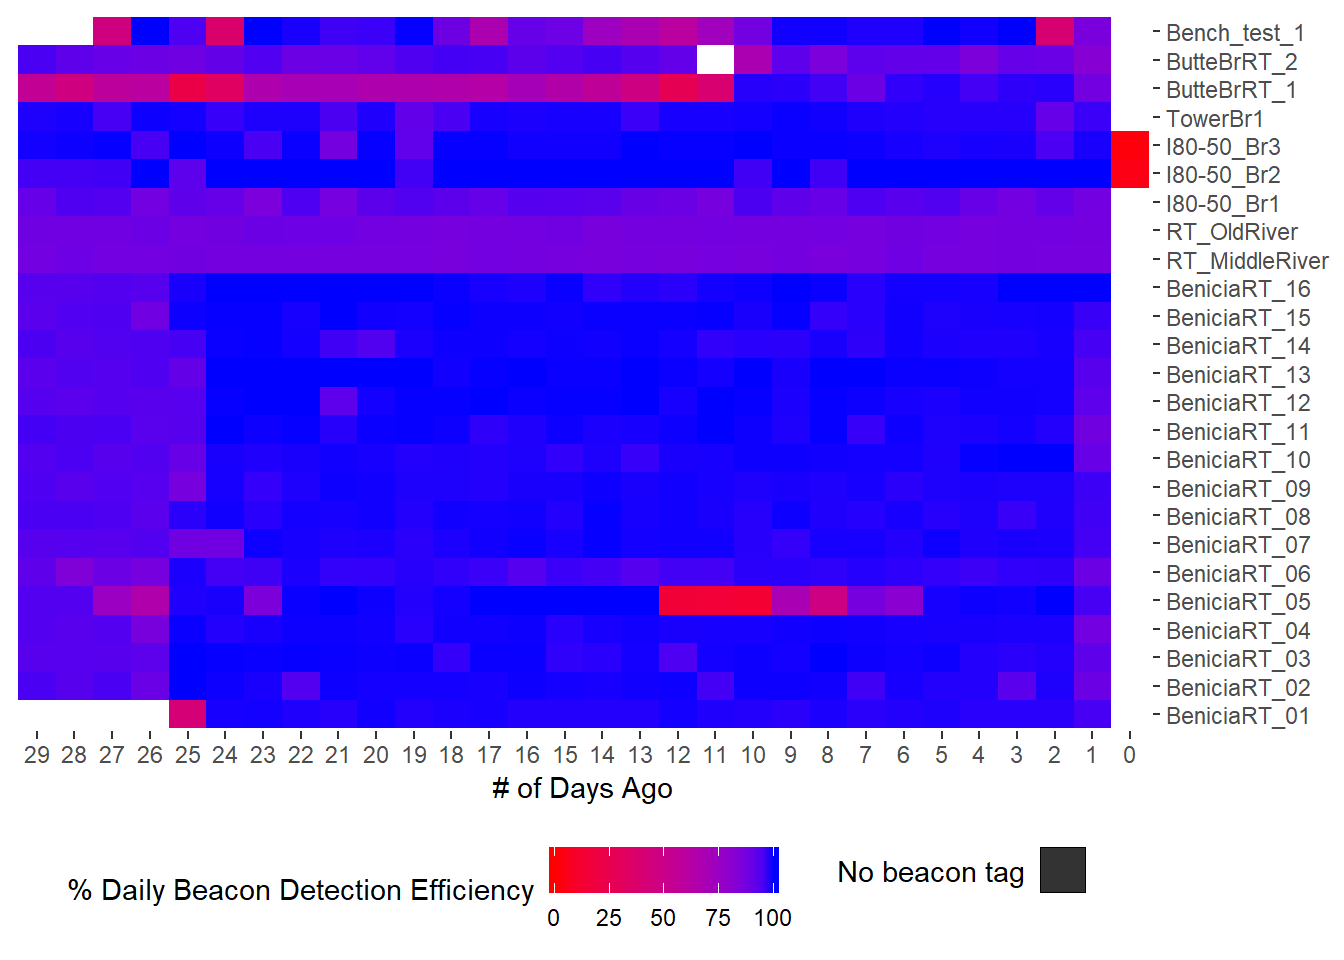 Bench_test_1
ButteBrRT_2
ButteBrRT_1
TowerBr1
I80-50_Br3
I80-50_Br2
I80-50_Br1
RT_OldRiver
RT_MiddleRiver
BeniciaRT_16
BeniciaRT_15
BeniciaRT_14
BeniciaRT_13
BeniciaRT_12
BeniciaRT_11
BeniciaRT_10
BeniciaRT_09
BeniciaRT_08
BeniciaRT_07
BeniciaRT_06
BeniciaRT_05
BeniciaRT_04
BeniciaRT_03
BeniciaRT_02
BeniciaRT_01
29 28 27 26 25 24 23 22 21 20 19 18 17 16 15 14 13 12 11 10 9 8 7 6 5 4 3 2 1 0
# of Days Ago
% Daily Beacon Detection Efficiency
0 25 50 75 100
No beacon tag